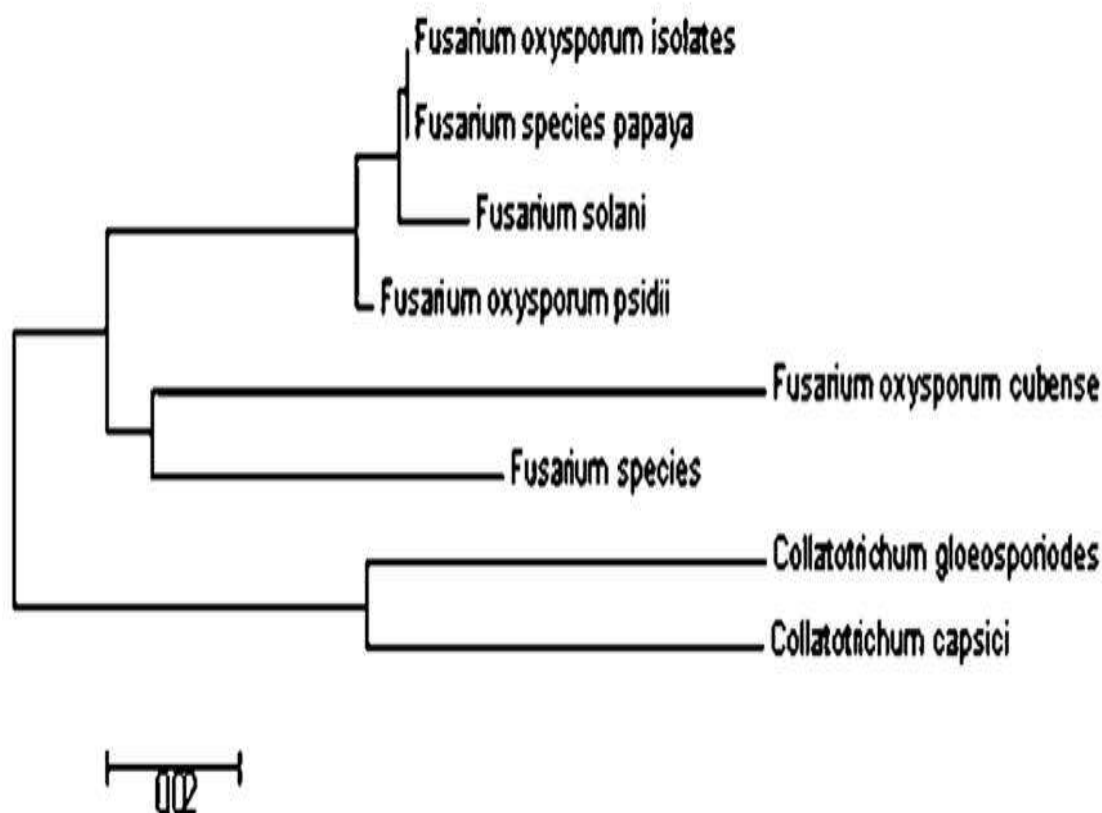 Fusarium oxysporum isolates
Fusarium species papaya
Fusarium solani
Fusarium oxysporum psidii
Fusarium oxysporum cubense
Fusarium species
Collatotrichum gloeosporiodes
Collatotrichum capsici
0.02